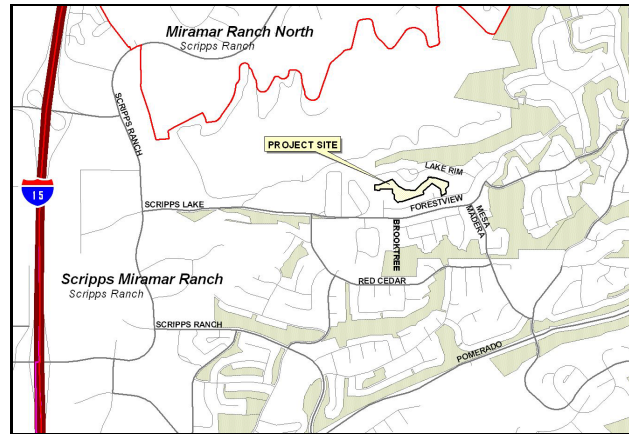 Miramar Ranch North
Scripps Ranch
SCRIPPS RANCH
PROJECT SITE
LAKE RIM
15
SCRIPPS LAKE
FORESTVIEW
MESA
MADERA
BROOKTREE
Scripps Miramar Ranch
Scripps Ranch
RED CEDAR
SCRIPPS RANCH
POMERADO